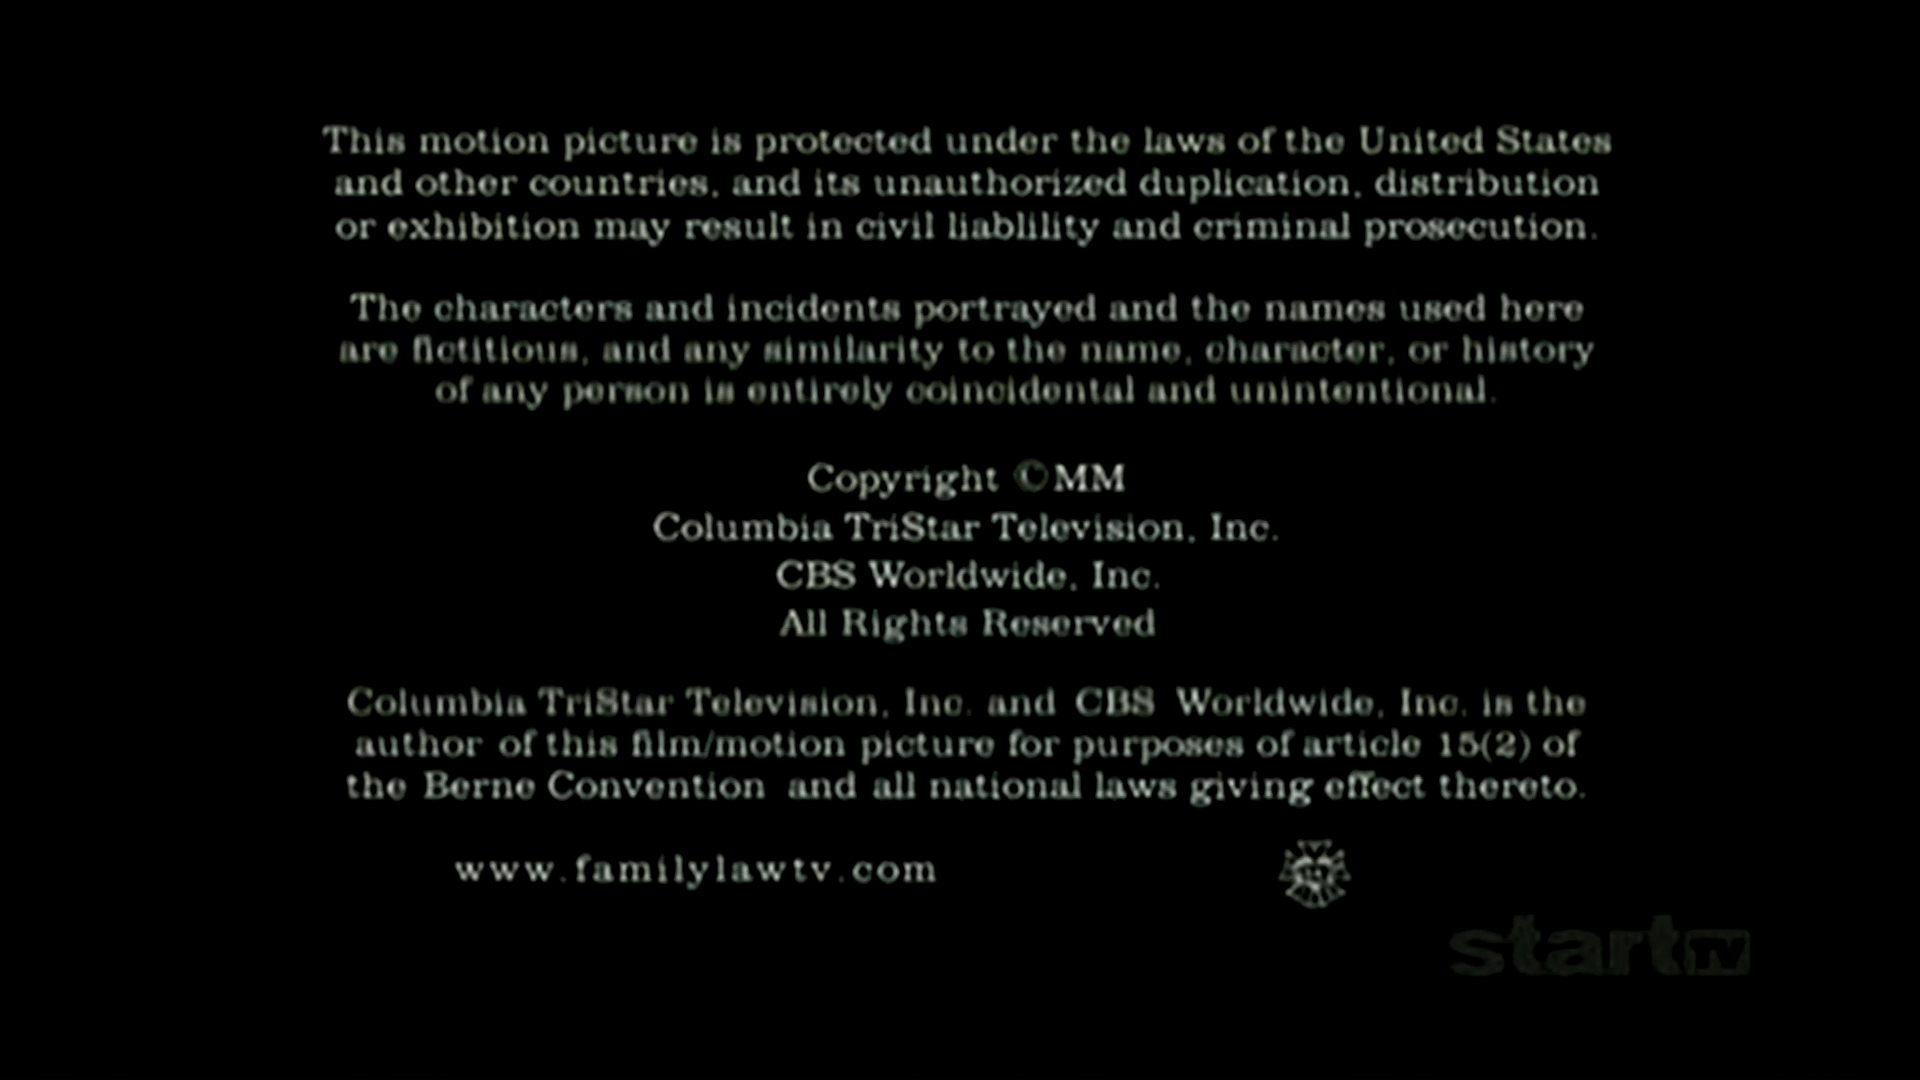 This motion picture is protected under the laws of the United States
and other countries, and its unauthorized duplication, distribution
or exhibition may result in civil liablility and criminal prosecution.
The characters and incidents portrayed and the names used here
are fictitious, and any similarity to the name, character, or history
of any person is entirely coincidental and unintentional.
Copyright ©MM
Columbia TriStar Television, Inc.
CBS Worldwide, Inc.
All Rights Reserved
Columbia TriStar Television, Inc. and CBS Worldwide, Inc. is the
author of this film/motion picture for purposes of article 15(2) of
the Berne Convention and all national laws giving effect thereto.
www.familylawtv.com
start TV